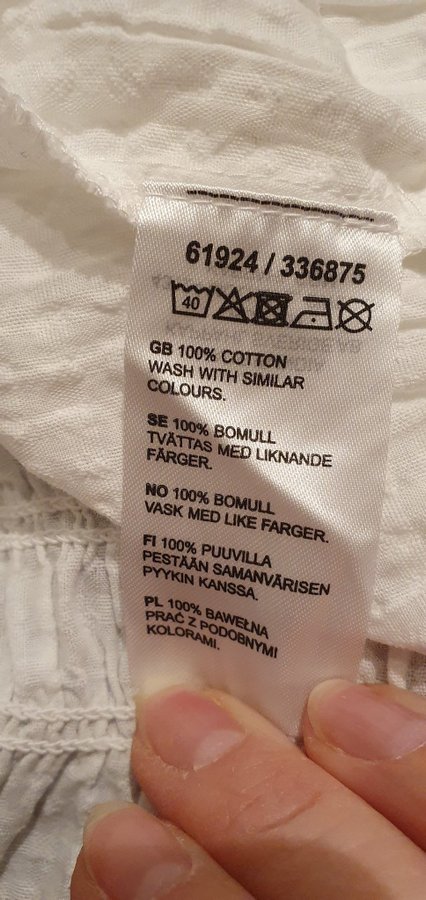 61924 / 336875
40
GB 100% COTTON
WASH WITH SIMILAR
COLOURS.
SE 100% BOMULL
TVÄTTAS MED LIKNANDE
FÄRGER.
NO 100% BOMULL
VASK MED LIKE FARGER.
FI 100% PUUVILLA
PESTÄÄN SAMANVÄRISEN
PYYKIN KANSSA.
PL 100% BAWEŁNA
PRAĆ Z PODOBNYMI
KOLORAMI.